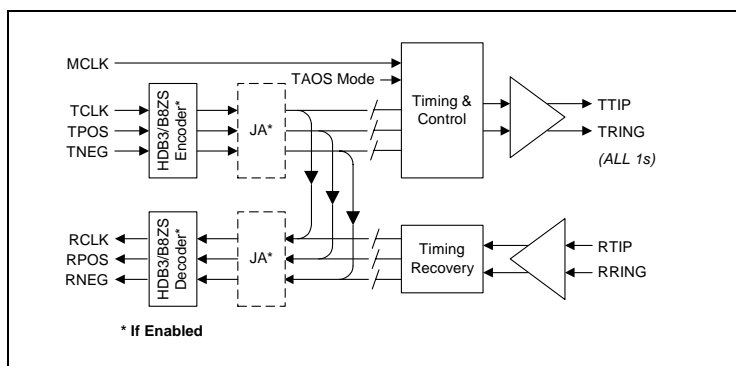 MCLK
TAOS Mode
TCLK
TPOS
TNEG
HDB3/B8ZS
Encoder*
JA*
Timing &
Control
TTIP
TRING
(ALL 1s)
RCLK
RPOS
RNEG
HDB3/B8ZS
Decoder*
JA*
Timing
Recovery
RTIP
RRING
* If Enabled